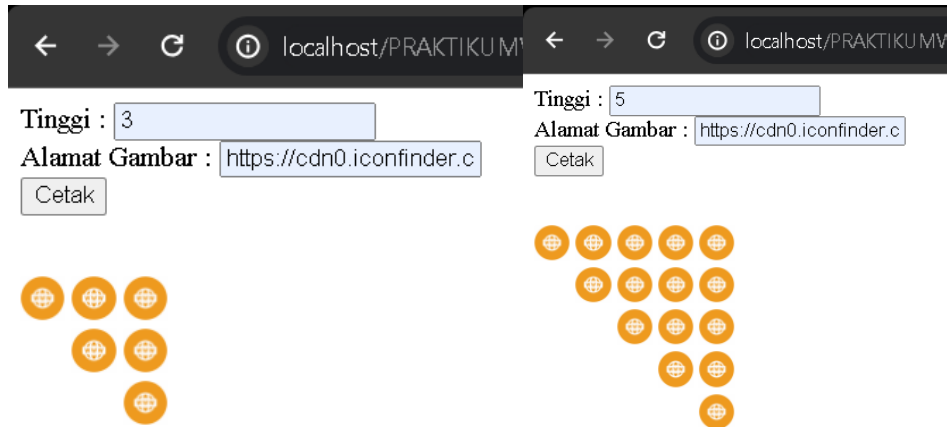 localhost/PRAKTIKUM
Tinggi : 3
Alamat Gambar : https://cdn0.iconfinder.c
Cetak
localhost/PRAKTIKUMW
Tinggi : 5
Alamat Gambar : https://cdn0.iconfinder.c
Cetak